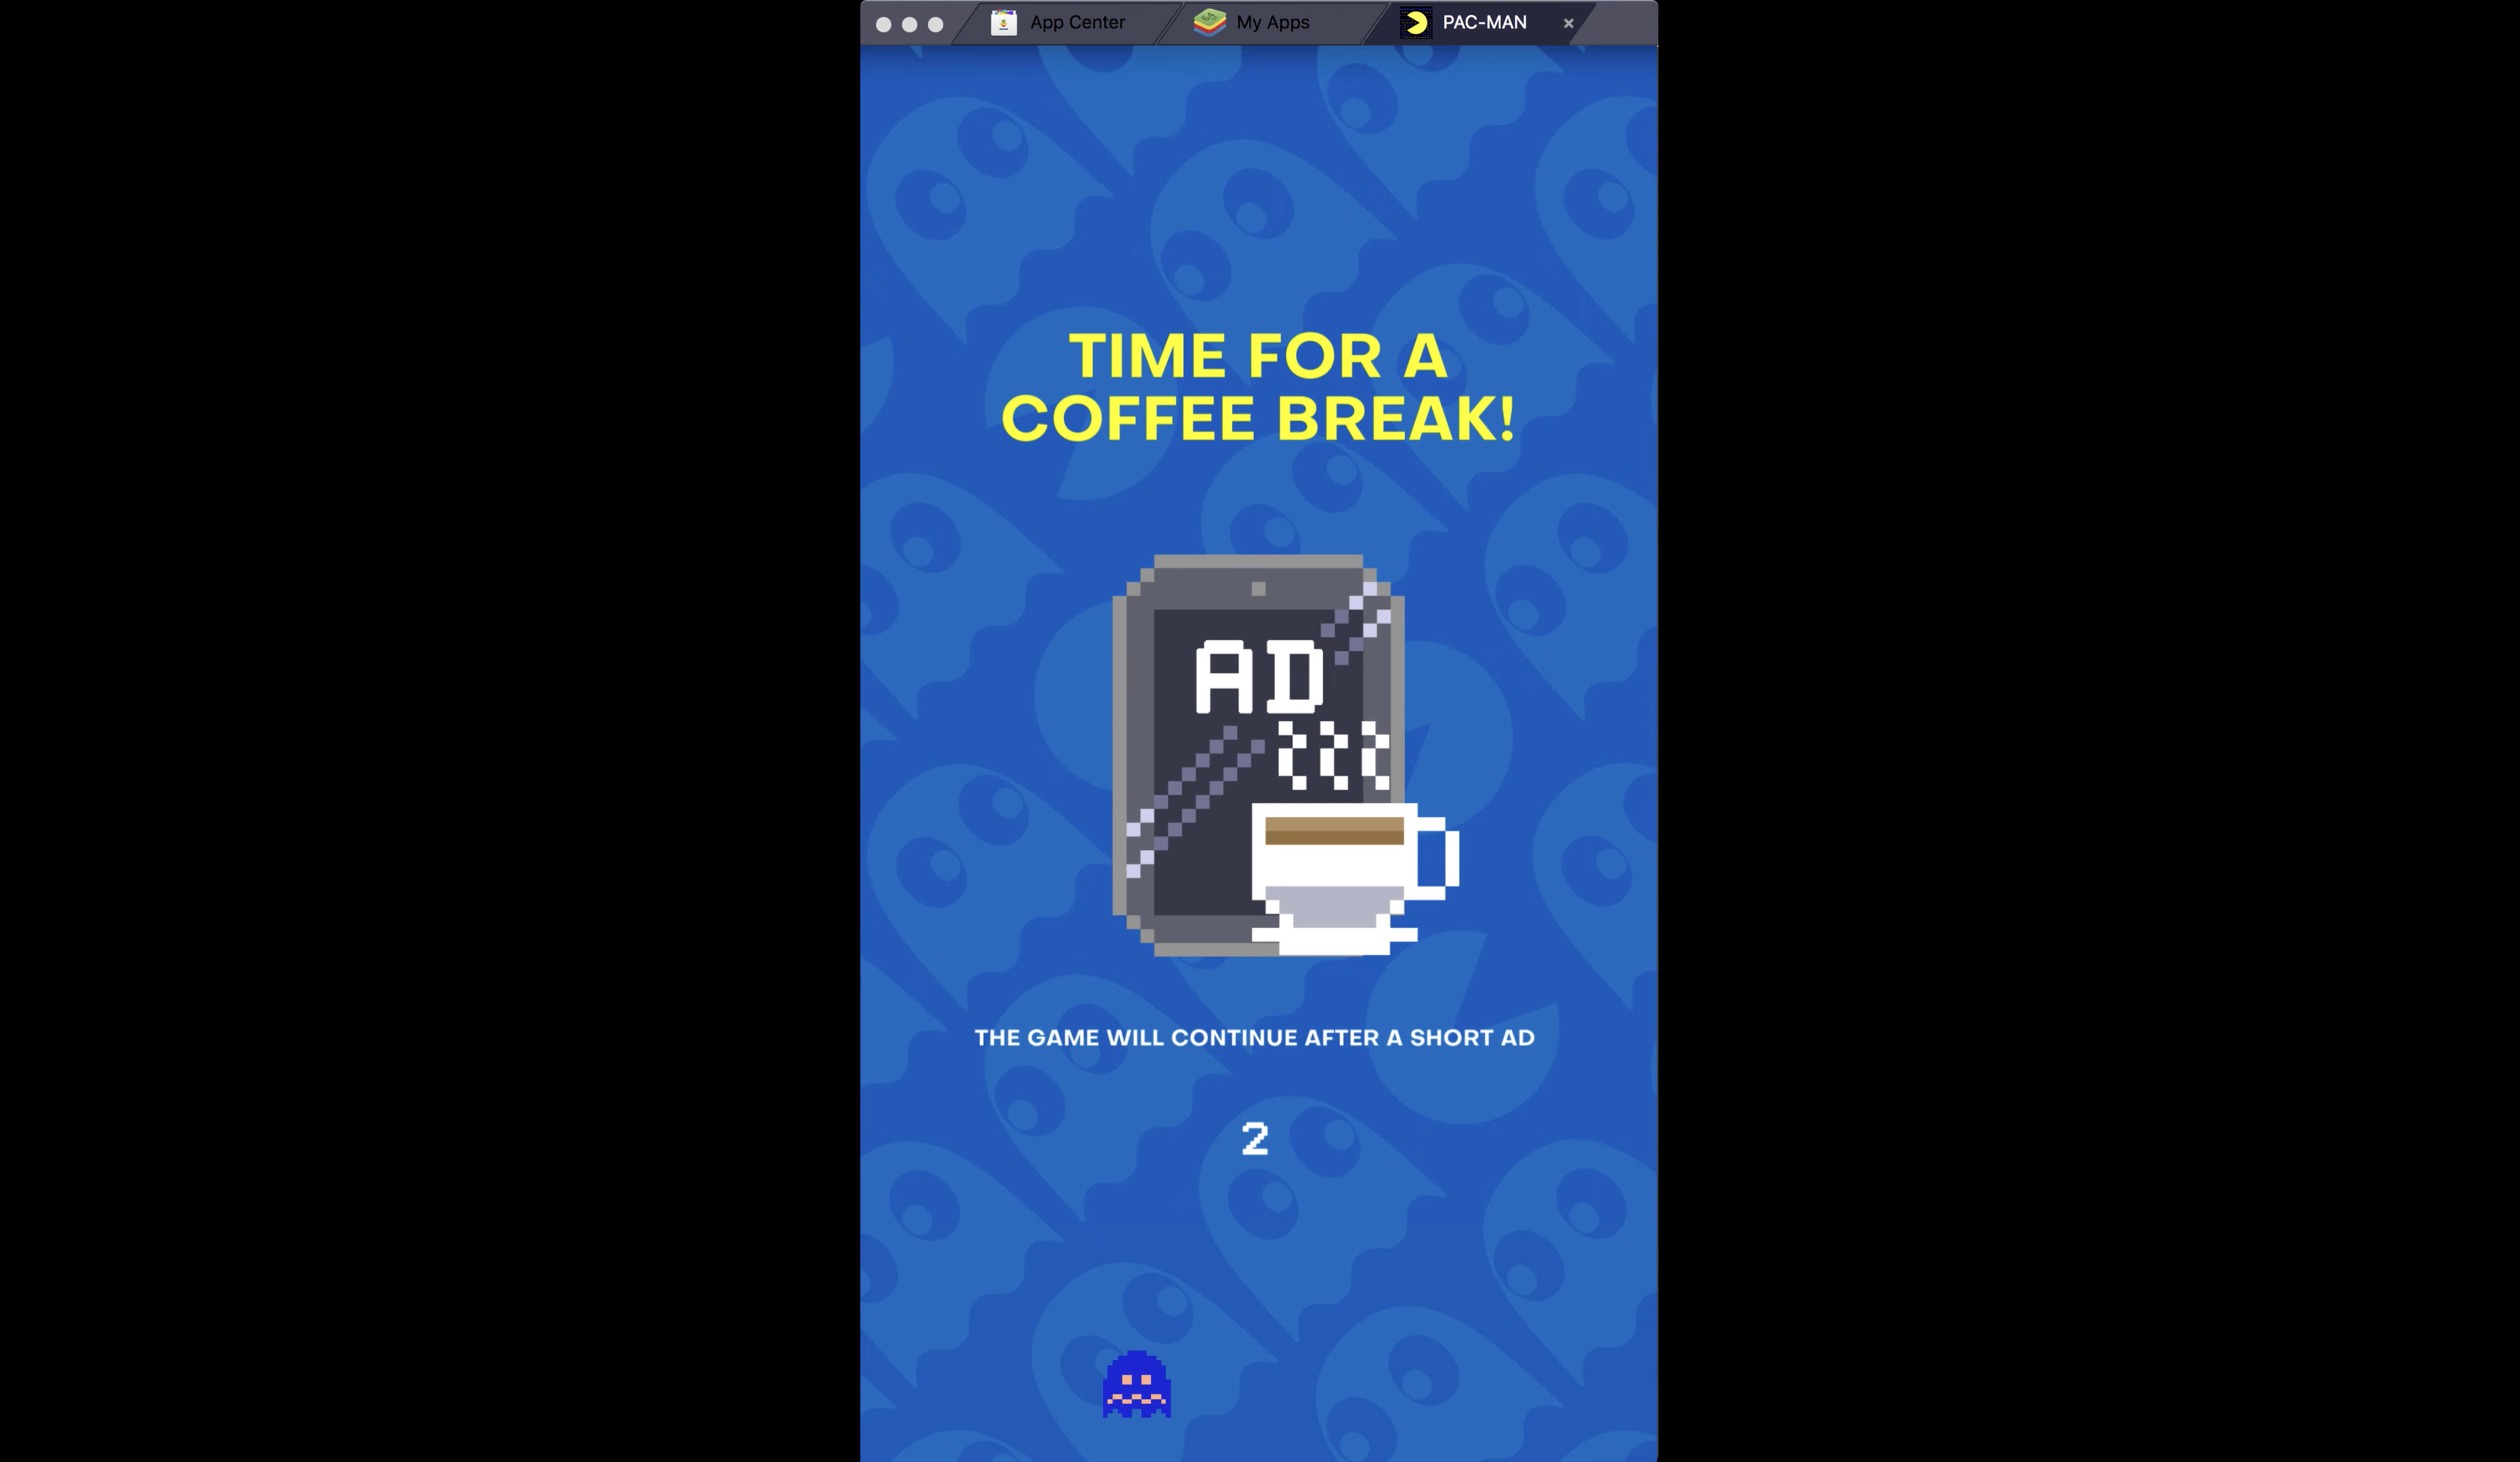 App Center
My Apps
PAC-MAN
TIME FOR A
COFFEE BREAK!
AD
THE GAME WILL CONTINUE AFTER A SHORT AD
2